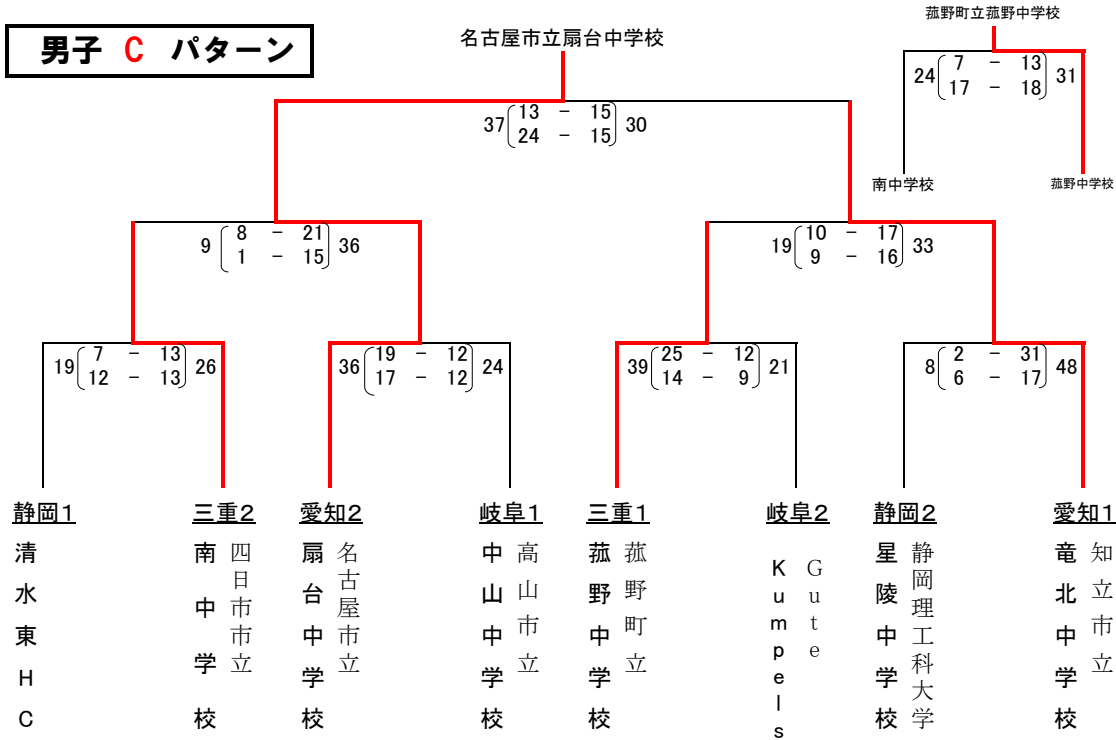 男子 C パターン
名古屋市立扇台中学校
菰野町立菰野中学校
24 7 － 13 31
17 － 18
南中学校
菰野中学校
37 13 － 15 30
24 － 15
9 8 － 21 36
1 － 15
19 10 － 17 33
9 － 16
19 7 － 13 26
12 － 13
36 19 － 12 24
17 － 12
39 25 － 12 21
14 － 9
8 2 － 31 48
6 － 17
静岡1
清水東HC
三重2
四日市市立
南中学校
愛知2
名古屋市立
扇台中学校
岐阜1
高山市立
中山中学校
三重1
菰野町立
菰野中学校
岐阜2
Gute
Kumpels
静岡2
静岡理工科大学
星陵中学校
愛知1
知立市立
竜北中学校